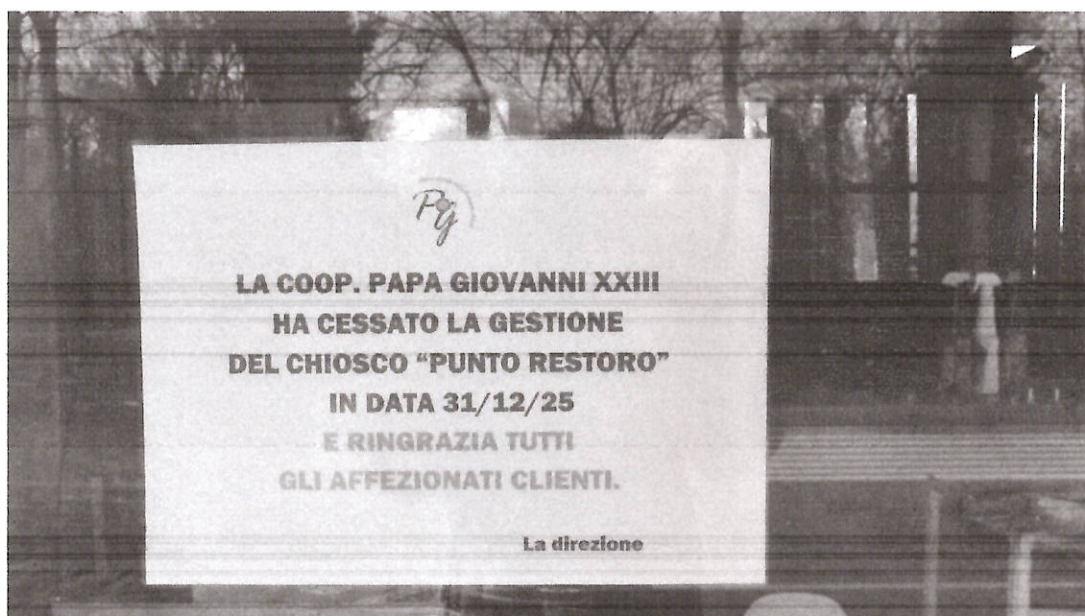 PG
LA COOP. PAPA GIOVANNI XXIII
HA CESSATO LA GESTIONE
DEL CHIOSCO “PUNTO RESTORO”
IN DATA 31/12/25
E RINGRAZIA TUTTI
GLI AFFEZIONATI CLIENTI.
La direzione